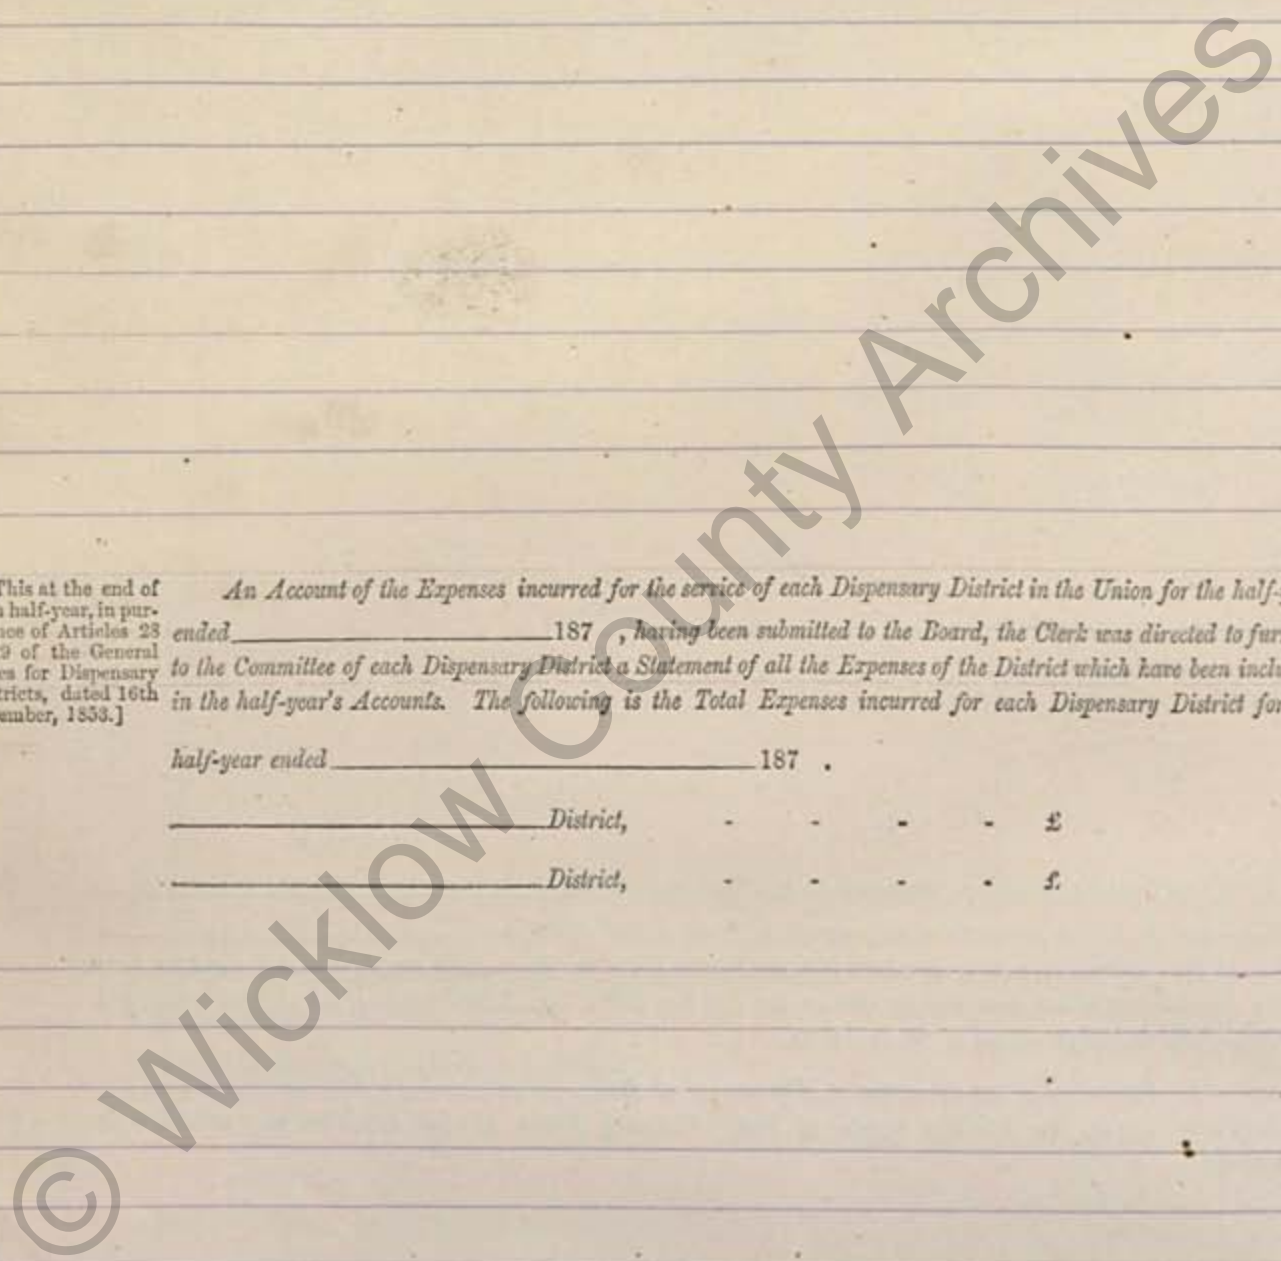 This at the end of
half-year, in pur-
of Articles 28
9 of the General
for Dispensary
dated 16th
1853.]
An Account of the Expenses incurred for the service of each Dispensary District in the Union for the half-
ended ____________ 187 , having been submitted to the Board, the Clerk was directed to fur
to the Committee of each Dispensary District a Statement of all the Expenses of the District which have been incl
in the half-year's Accounts. The following is the Total Expenses incurred for each Dispensary District for
half-year ended ____________ 187 .
____________ District, - - - - £
____________ District, - - - - £
© Wicklow County Archives